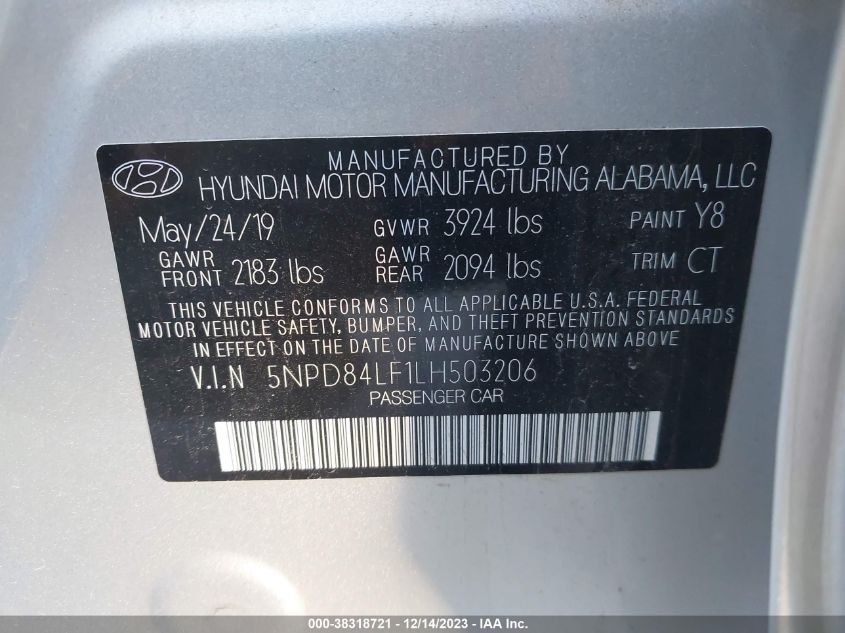 MANUFACTURED BY
HYUNDAI MOTOR MANUFACTURING ALABAMA, LLC
May/24/19 GVWR 3924 lbs PAINT Y8
GAWR FRONT 2183 lbs GAWR REAR 2094 lbs TRIM CT
THIS VEHICLE CONFORMS TO ALL APPLICABLE U.S.A. FEDERAL
MOTOR VEHICLE SAFETY, BUMPER, AND THEFT PREVENTION STANDARDS
IN EFFECT ON THE DATE OF MANUFACTURE SHOWN ABOVE
V.I.N 5NPD84LF1LH503206
PASSENGER CAR
000-38318721 - 12/14/2023 - IAAI.COM